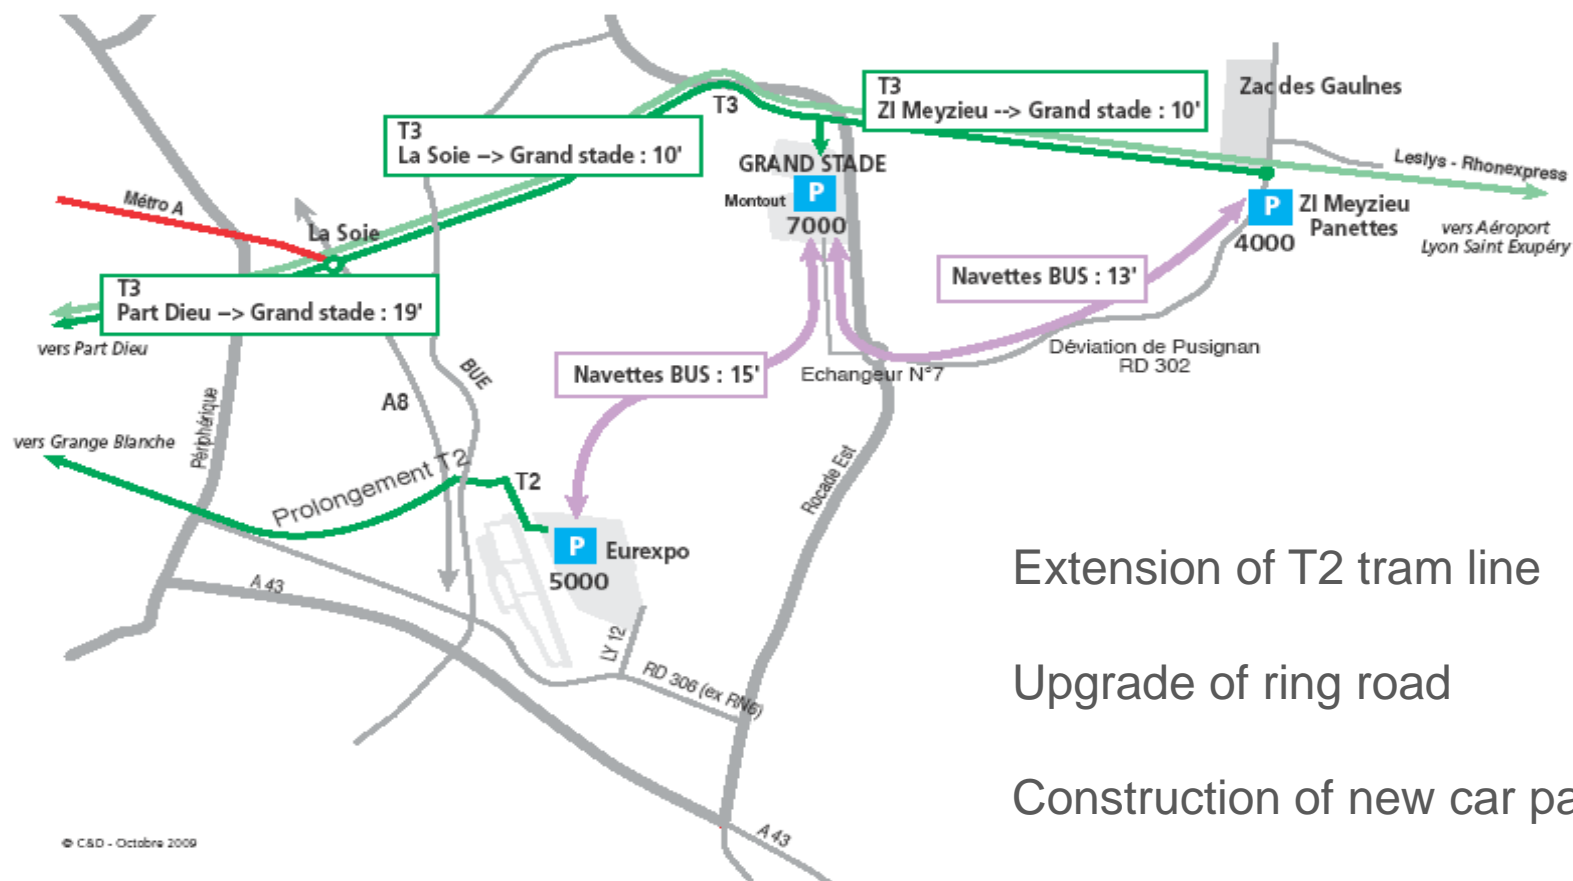 T3
La Soie --> Grand stade : 10'
T3
T3
ZI Meyzieu --> Grand stade : 10'
Zac des Gaulnes
Leslys - Rhonexpress
GRAND STADE
Montout
P
7000
P
4000
ZI Meyzieu
Panettes
vers Aéroport
Lyon Saint Exupéry
Métro A
La Soie
T3
Part Dieu --> Grand stade : 19'
vers Part Dieu
Navettes BUS : 13'
Déviation de Pusignan
RD 302
Echangeur N°7
Navettes BUS : 15'
BUE
A8
Périphérique
vers Grange Blanche
Prolongement T2
T2
Rocade Est
P
5000
Eurexpo
A 43
LY 12
RD 306 (ex RN6)
A 43
Extension of T2 tram line
Upgrade of ring road
Construction of new car pa
© C&D - Octobre 2009